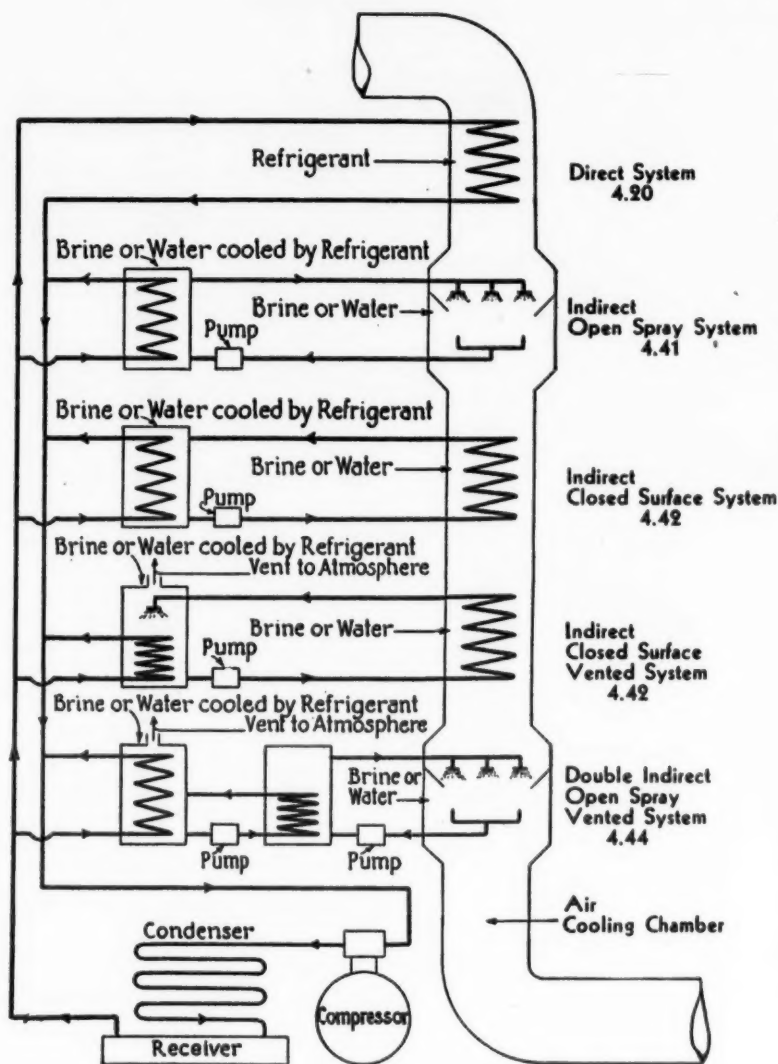 Refrigerant
Direct System
4.20
Brine or Water cooled by Refrigerant
Brine or Water
Pump
Indirect
Open Spray System
4.41
Brine or Water cooled by Refrigerant
Brine or Water
Pump
Indirect
Closed Surface System
4.42
Brine or Water cooled by Refrigerant
Vent to Atmosphere
Brine or Water
Pump
Indirect
Closed Surface
Vented System
4.42
Brine or Water cooled by Refrigerant
Vent to Atmosphere
Brine or
Water
Pump
Pump
Double Indirect
Open Spray
Vented System
4.44
Air
Cooling Chamber
Condenser
Compressor
Receiver